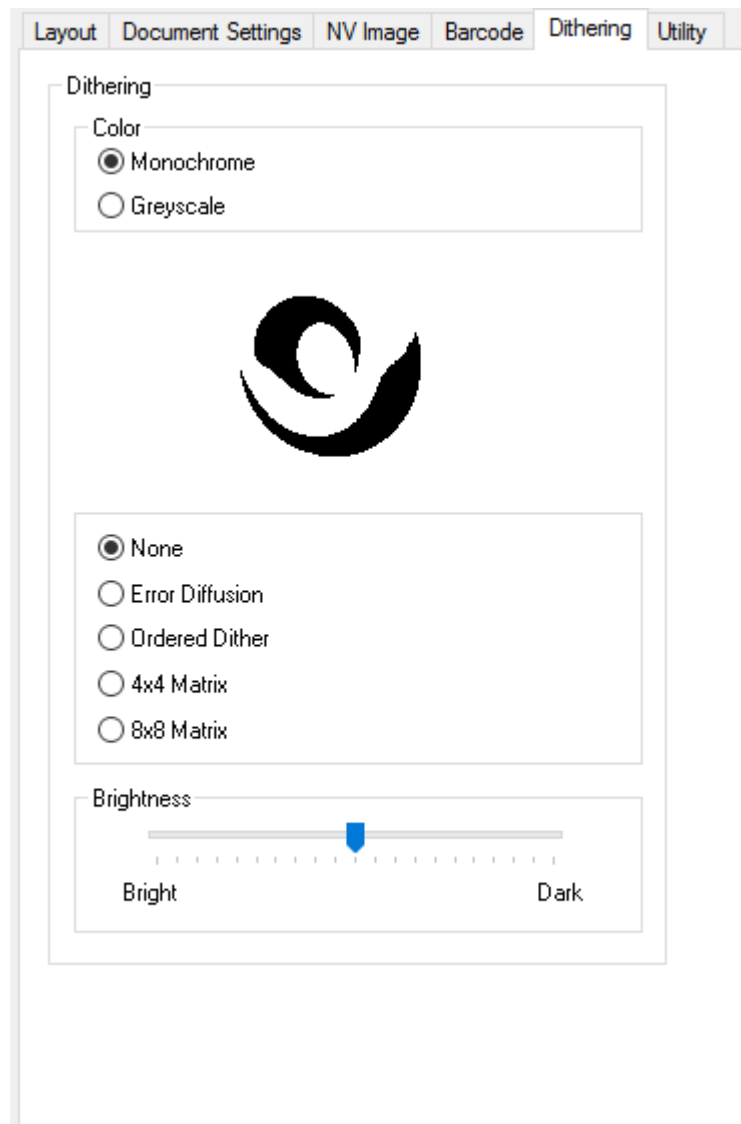 Layout Document Settings NV Image Barcode Dithering Utility
Dithering
Color
Monochrome
Greyscale
None
Error Diffusion
Ordered Dither
4x4 Matrix
8x8 Matrix
Brightness
Bright Dark